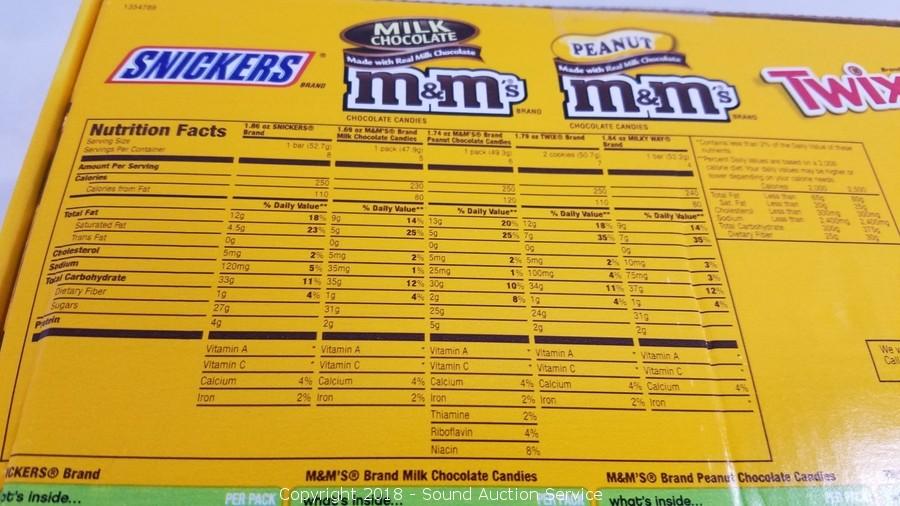 1354789
SNICKERS® BRAND
MILK CHOCOLATE
Made with Real Milk Chocolate
m&m's® BRAND
CHOCOLATE CANDIES
PEANUT
Made with Real Milk Chocolate
m&m's BRAND
CHOCOLATE CANDIES
Twix
Nutrition Facts
Serving Size
Servings Per Container
1.86 oz SNICKERS® Brand
1.69 oz M&M'S® Brand Milk Chocolate Candies
1.74 oz M&M'S® Brand Peanut Chocolate Candies
1.79 oz TWIX® Brand
1.84 oz MILKY WAY® Brand
1 bar (52.7g) 1 pack (47.9g) 1 pack (49.3g) 2 cookies (50.7g) 1 bar (52.2g)
Amount Per Serving
Calories 250 230 250 250 240
Calories from Fat 110 80 120 110 80
% Daily Value** % Daily Value** % Daily Value** % Daily Value** % Daily Value**
Total Fat 12g 18% 9g 14% 13g 20% 12g 18% 9g 14%
Saturated Fat 4.5g 23% 5g 25% 5g 25% 7g 35% 7g 35%
Trans Fat 0g 0g 0g 0g 0g
Cholesterol 5mg 2% 5mg 2% 5mg 2% 5mg 2% 10mg 3%
Sodium 120mg 5% 35mg 1% 25mg 1% 100mg 4% 75mg 3%
Total Carbohydrate 33g 11% 35g 12% 30g 10% 34g 11% 37g 12%
Dietary Fiber 1g 4% 1g 4% 2g 8% 1g 4% 1g 4%
Sugars 27g 31g 25g 24g 31g
Protein 4g 2g 5g 2g 2g
Vitamin A * Vitamin A * Vitamin A * Vitamin A * Vitamin A *
Vitamin C * Vitamin C * Vitamin C * Vitamin C * Vitamin C *
Calcium 4% Calcium 4% Calcium 4% Calcium 4% Calcium 4%
Iron 2% Iron 2% Iron 2% Iron 2% Iron 2%
Thiamine 2%
Riboflavin 4%
Niacin 8%
*Contains less than 2% of the Daily Value of these
nutrients.
**Percent Daily Values are based on a 2,000
calorie diet. Your daily values may be higher or
lower depending on your calorie needs.
Calories 2,000 2,500
Total Fat Less than 65g 80g
Sat. Fat Less than 20g 25g
Cholesterol Less than 300mg 300mg
Sodium Less than 2,400mg 2,400mg
Total Carbohydrate 300g 375g
Dietary Fiber 25g 30g
We v
Call
ICKERS® Brand
M&M'S® Brand Milk Chocolate Candies
M&M'S® Brand Peanut Chocolate Candies
at's inside...
PER PACK
what's inside...
PER PACK
what's inside...
PER PACK
Copyright 2018 - Sound Auction Service